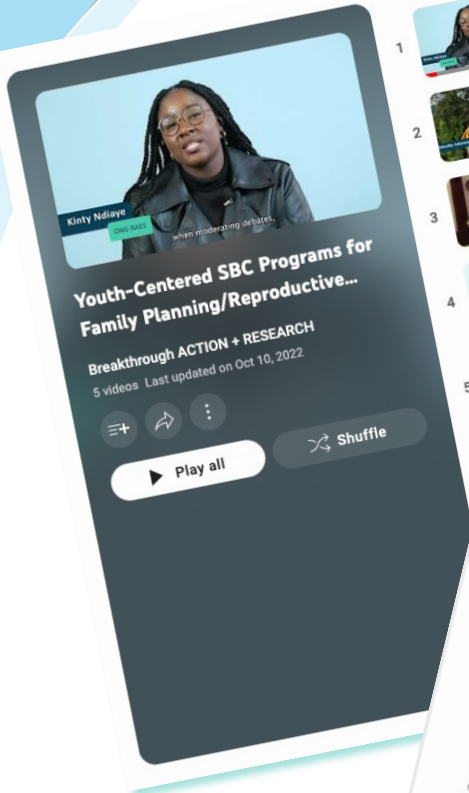 Kinty Ndiaye
ONG RAES
when moderating debates,
Youth-Centered SBC Programs for
Family Planning/Reproductive...
Breakthrough ACTION + RESEARCH
5 videos Last updated on Oct 10, 2022
Play all
Shuffle
1
2
3
4
5